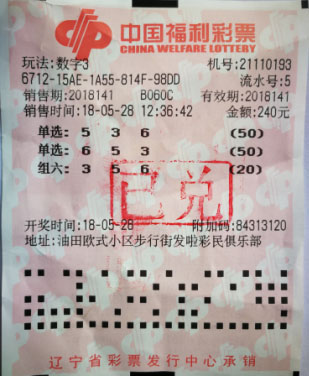 中国福利彩票
CHINA WELFARE LOTTERY
玩法:数字3 机号:21110193
6712-15AE-1A55-814F-98DD 流水号:5
销售期:2018141 B060C 有效期:2018141
销售时间:18-05-28 12:36:42 金额:240元
单选: 5 3 6 (50)
单选: 6 5 3 (50)
组六: 3 5 6 (20)
已兑
开奖时间:18-05-28 附加码:84313120
地址:油田欧式小区步行街发啦彩民俱乐部
辽宁省彩票发行中心承销